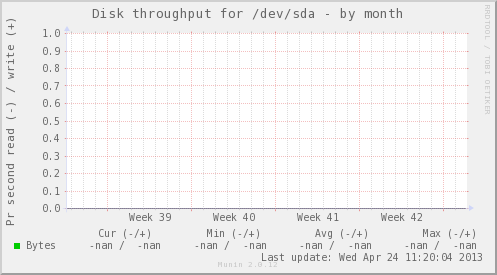 Disk throughput for /dev/sda - by month
RRDTOOL / TOBI OETIKER
Pr second read (-) / write (+)
1.0
0.9
0.8
0.7
0.6
0.5
0.4
0.3
0.2
0.1
0.0
Week 39 Week 40 Week 41 Week 42
Cur (-/+) Min (-/+) Avg (-/+) Max (-/+)
Bytes -nan / -nan -nan / -nan -nan / -nan -nan / -nan
Last update: Wed Apr 24 11:20:04 2013
Munin 2.0.12